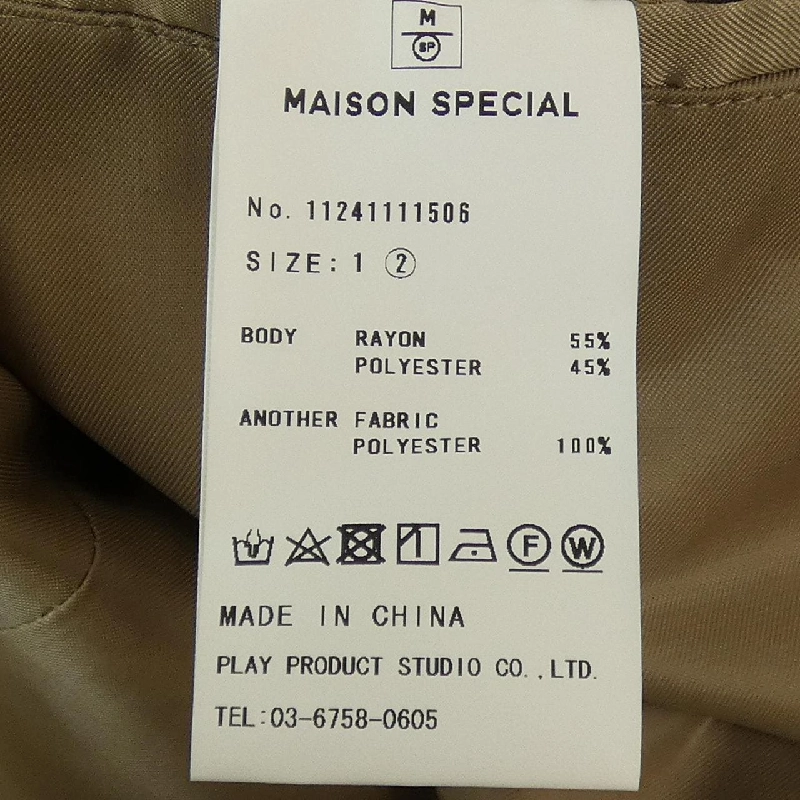 M
SP
MAISON SPECIAL
No. 11241111506
SIZE: 1 ②
BODY RAYON 55%
POLYESTER 45%
ANOTHER FABRIC
POLYESTER 100%
F W
MADE IN CHINA
PLAY PRODUCT STUDIO CO.,LTD.
TEL:03-6758-0605